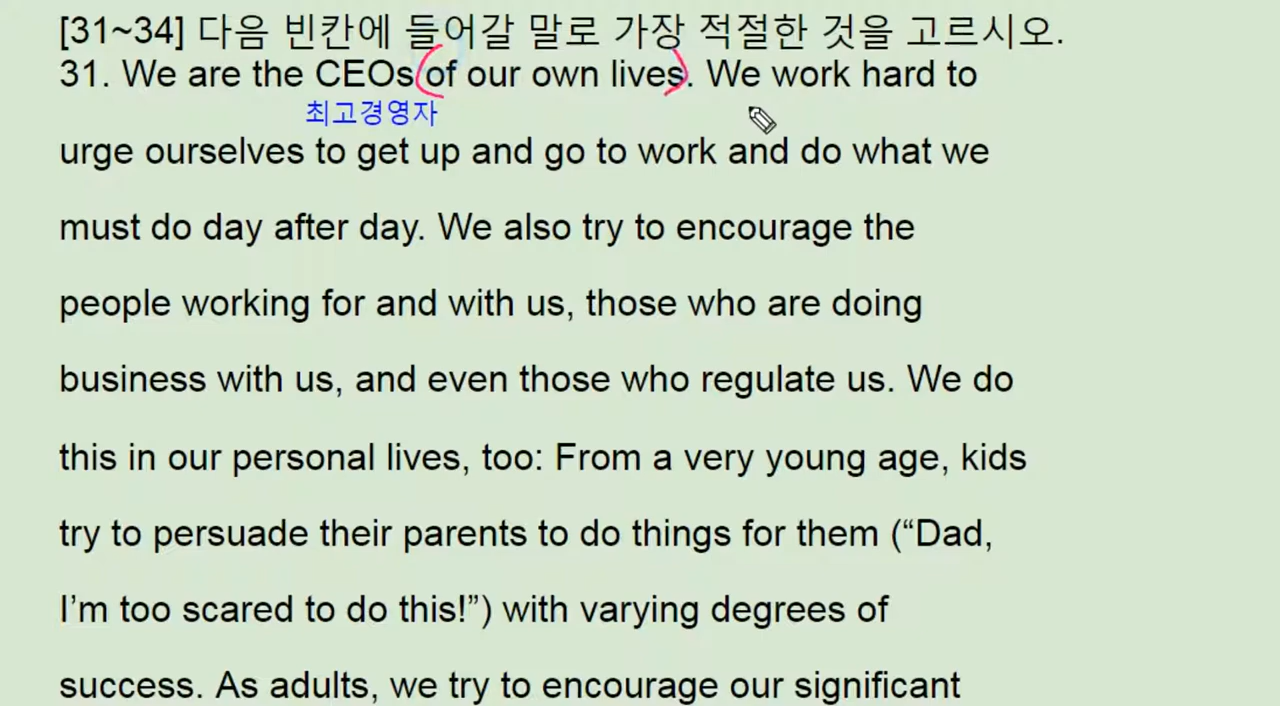 [31~34] 다음 빈칸에 들어갈 말로 가장 적절한 것을 고르시오.
31. We are the CEOs (of our own lives). We work hard to
최고경영자
urge ourselves to get up and go to work and do what we
must do day after day. We also try to encourage the
people working for and with us, those who are doing
business with us, and even those who regulate us. We do
this in our personal lives, too: From a very young age, kids
try to persuade their parents to do things for them (“Dad,
I’m too scared to do this!”) with varying degrees of
success. As adults, we try to encourage our significant